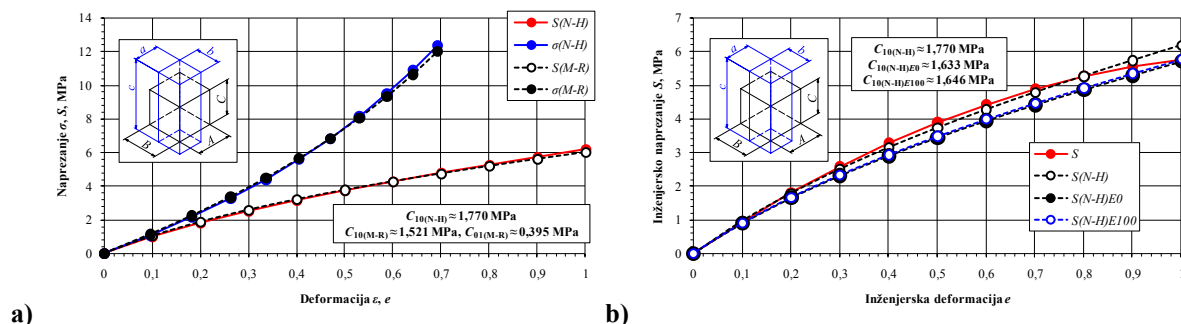 14
12
10
8
6
4
2
0
Naprezanje σ, S, MPa
a
b
c
C
B
A
S(N-H)
σ(N-H)
S(M-R)
σ(M-R)
C10(N-H) ≈ 1,770 MPa
C10(M-R) ≈ 1,521 MPa, C01(M-R) ≈ 0,395 MPa
0 0,1 0,2 0,3 0,4 0,5 0,6 0,7 0,8 0,9 1
Deformacija ε, e
a)
7
6
5
4
3
2
1
0
Inženjersko naprezanje S, MPa
a
b
c
C
B
A
C10(N-H) ≈ 1,770 MPa
C10(N-H)E0 ≈ 1,633 MPa
C10(N-H)E100 ≈ 1,646 MPa
S
S(N-H)
S(N-H)E0
S(N-H)E100
0 0,1 0,2 0,3 0,4 0,5 0,6 0,7 0,8 0,9 1
Inženjerska deformacija e
b)